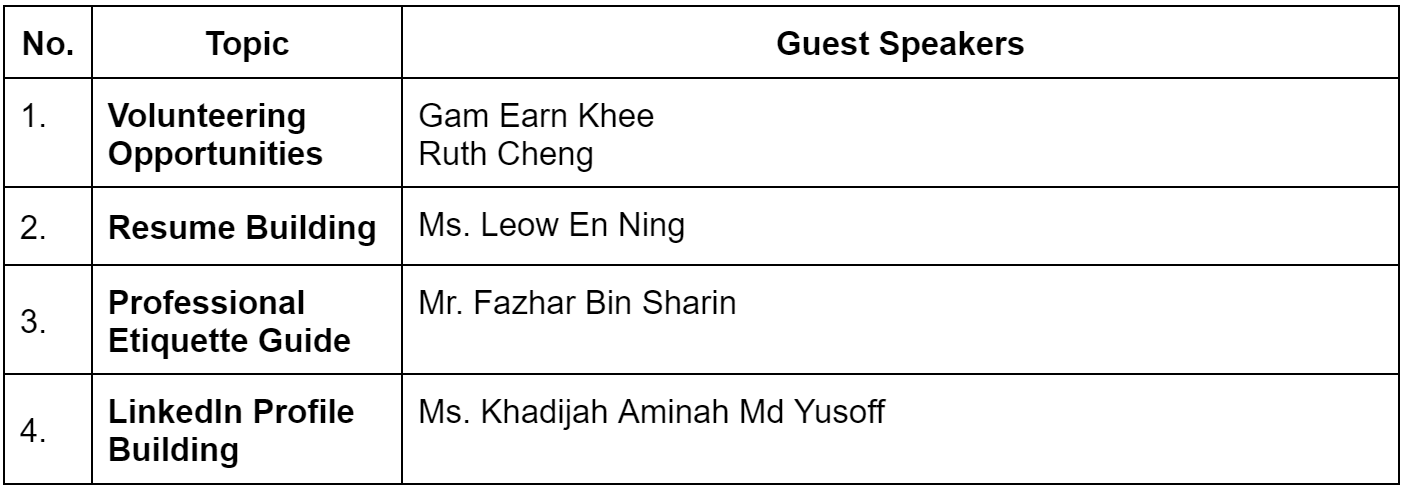 No. Topic Guest Speakers
1. Volunteering Opportunities Gam Earn Khee
Ruth Cheng
2. Resume Building Ms. Leow En Ning
3. Professional Etiquette Guide Mr. Fazhar Bin Sharin
4. LinkedIn Profile Building Ms. Khadijah Aminah Md Yusoff